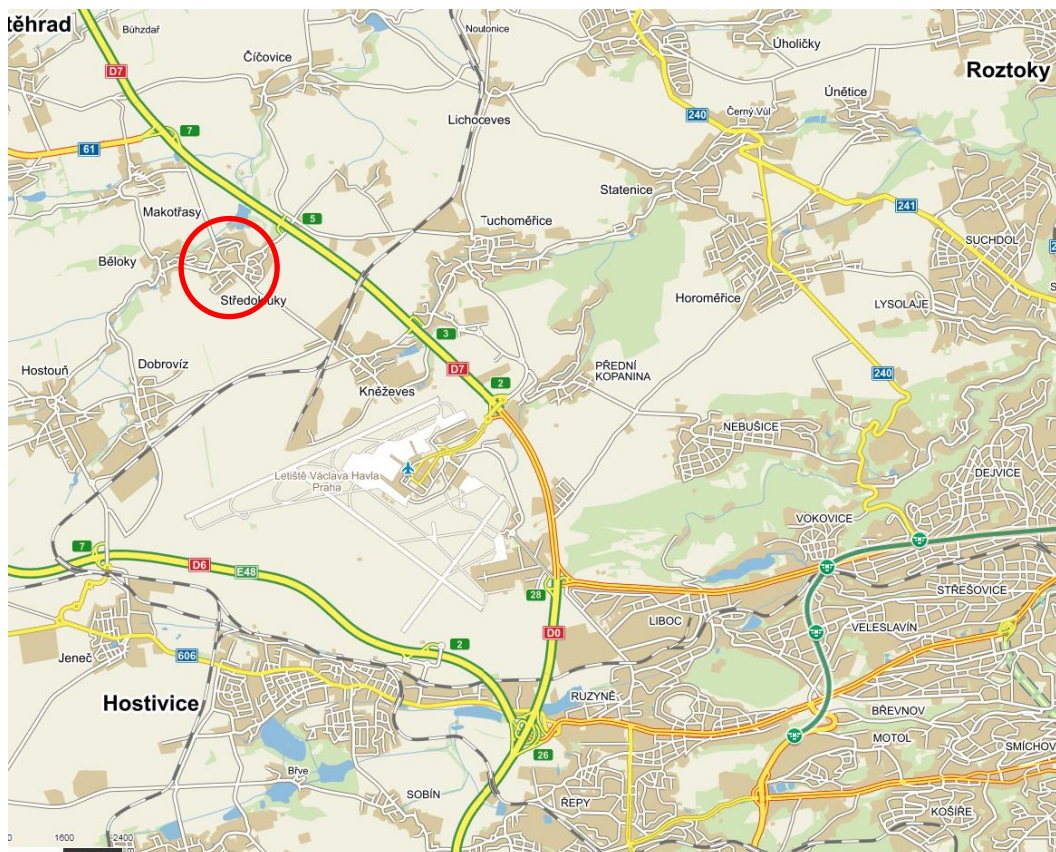 těhrad
Bůhzdař
Noutonice
Číčovice
Úholičky
Roztoky
D7
Únětice
240
Černý Vůl
Lichoceves
7
61
Statenice
241
Makotřasy
5
Tuchoměřice
SUCHDOL
Běloky
Středokluky
Horoměřice
LYSOLAJE
3
Dobrovíz
Hostouň
D7
PŘEDNÍ
KOPANINA
240
2
Kněževes
NEBUŠICE
DEJVICE
Letiště Václava Havla
Praha
VOKOVICE
7
D6
E48
STŘEŠOVICE
28
LIBOC
VELESLAVÍN
D0
2
606
Jeneč
Hostivice
RUZYNĚ
BŘEVNOV
MOTOL
SMÍCHOV
26
Břve
SOBÍN
ŘEPY
KOŠÍŘE
0
1600
2400